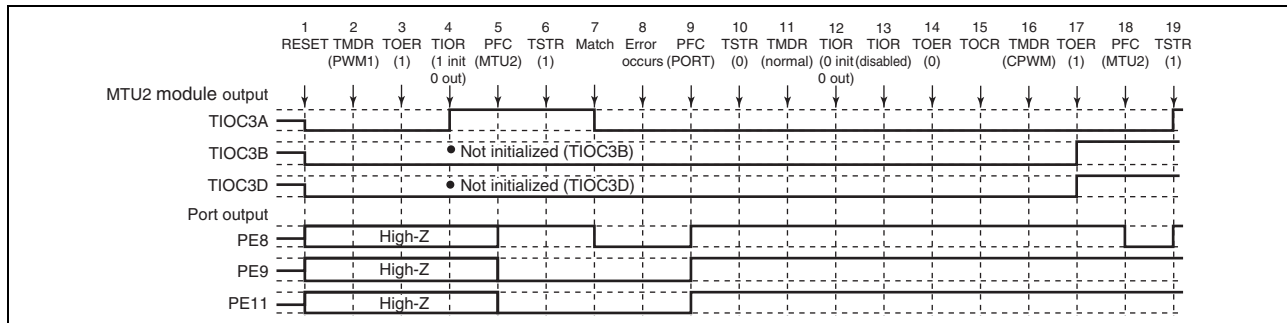 1 2 3 4 5 6 7 8 9 10 11 12 13 14 15 16 17 18 19
RESET TMDR TOER TIOR PFC TSTR Match Error PFC TSTR TMDR TIOR TIOR TOER TOCR TMDR TOER PFC TSTR
(PWM1) (1) (1 init (MTU2) (1) occurs (PORT) (0) (normal) (0 init (disabled) (0) (CPWM) (1) (MTU2) (1)
0 out) 0 out)
MTU2 module output
TIOC3A
TIOC3B • Not initialized (TIOC3B)
TIOC3D • Not initialized (TIOC3D)
Port output
PE8 High-Z
PE9 High-Z
PE11 High-Z